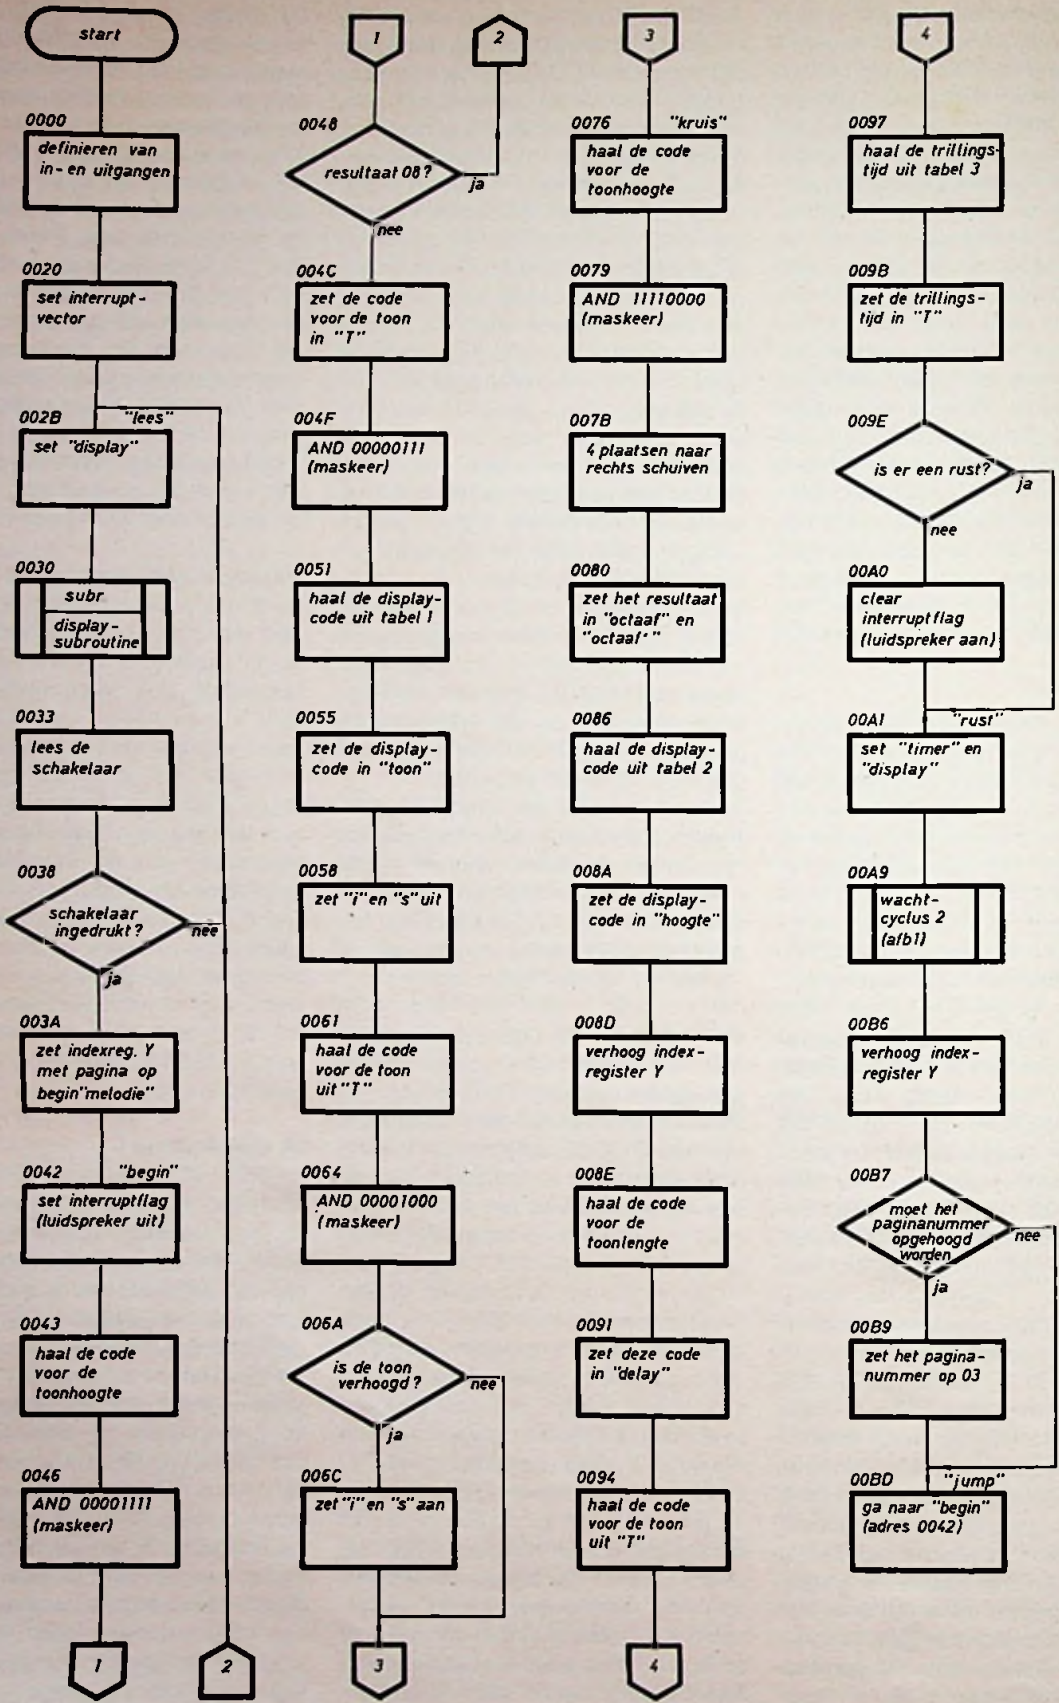 start
0000
definieren van
in- en uitgangen
0020
set interrupt-
vector
"lees"
002B
set "display"
0030
subr
display-
subroutine
0033
lees de
schakelaar
0038
schakelaar
ingedrukt?
nee
ja
003A
zet indexreg. Y
met pagina op
begin "melodie"
0042 "begin"
set interruptflag
(luidspreker uit)
0043
haal de code
voor de
toonhoogte
0046
AND 00001111
(maskeer)
1
2
1
2
0048
resultaat 08?
ja
nee
004C
zet de code
voor de toon
in "T"
004F
AND 00000111
(maskeer)
0051
haal de display-
code uit tabel 1
0055
zet de display-
code in "toon"
0058
zet "i" en "s" uit
0061
haal de code
voor de toon
uit "T"
0064
AND 00001000
(maskeer)
006A
is de toon
verhoogd?
nee
ja
006C
zet "i" en "s" aan
3
3
0076 "kruis"
haal de code
voor de
toonhoogte
0079
AND 11110000
(maskeer)
007B
4 plaatsen naar
rechts schuiven
0080
zet het resultaat
in "octaaf" en
"octaaf'"
0086
haal de display-
code uit tabel 2
008A
zet de display-
code in "hoogte"
008D
verhoog index-
register Y
008E
haal de code
voor de
toonlengte
0091
zet deze code
in "delay"
0094
haal de code
voor de toon
uit "T"
4
4
0097
haal de trillings-
tijd uit tabel 3
009B
zet de trillings-
tijd in "T"
009E
is er een rust?
ja
nee
00A0
clear
interruptflag
(luidspreker aan)
00A1 "rust"
set "timer" en
"display"
00A9
wacht-
cyclus 2
(afb1)
00B6
verhoog index-
register Y
00B7
moet het
paginanummer
opgehoogd
worden
?
nee
ja
00B9
zet het pagina-
nummer op 03
00BD "jump"
ga naar "begin"
(adres 0042)